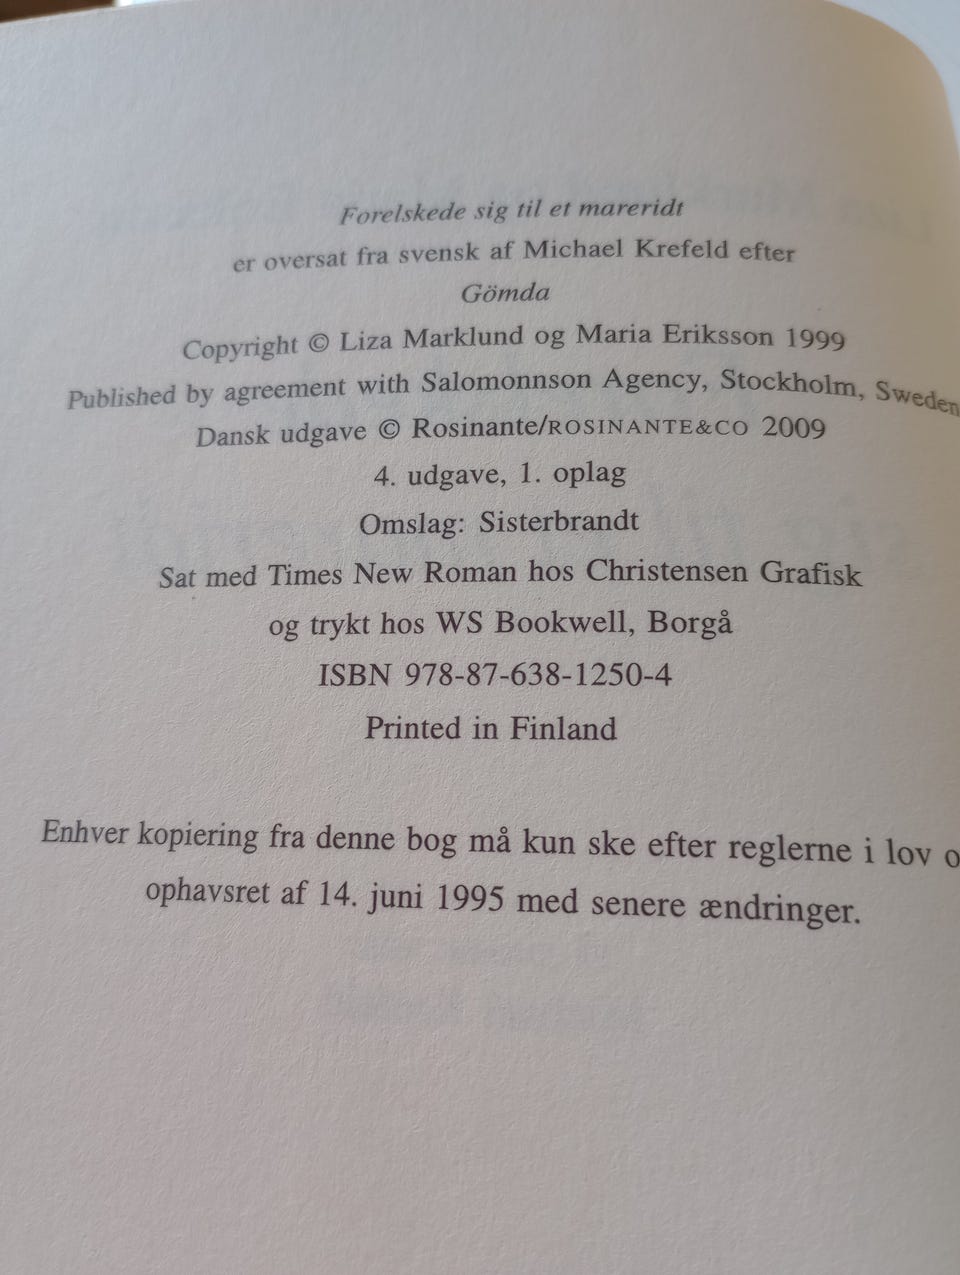 Forelskede sig til et mareridt
er oversat fra svensk af Michael Krefeld efter
Gömda
Copyright © Liza Marklund og Maria Eriksson 1999
Published by agreement with Salomonnson Agency, Stockholm, Sweden
Dansk udgave © Rosinante/ROSINANTE&CO 2009
4. udgave, 1. oplag
Omslag: Sisterbrandt
Sat med Times New Roman hos Christensen Grafisk
og trykt hos WS Bookwell, Borgå
ISBN 978-87-638-1250-4
Printed in Finland
Enhver kopiering fra denne bog må kun ske efter reglerne i lov o
ophavsret af 14. juni 1995 med senere ændringer.